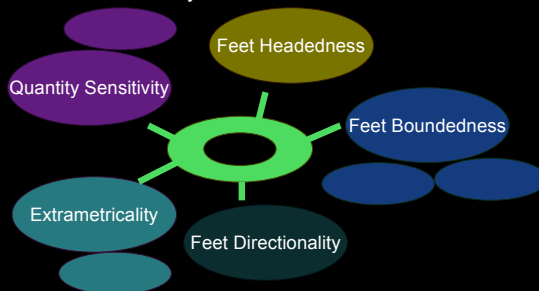 Feet Headedness
Quantity Sensitivity
Feet Boundedness
Extrametricality
Feet Directionality